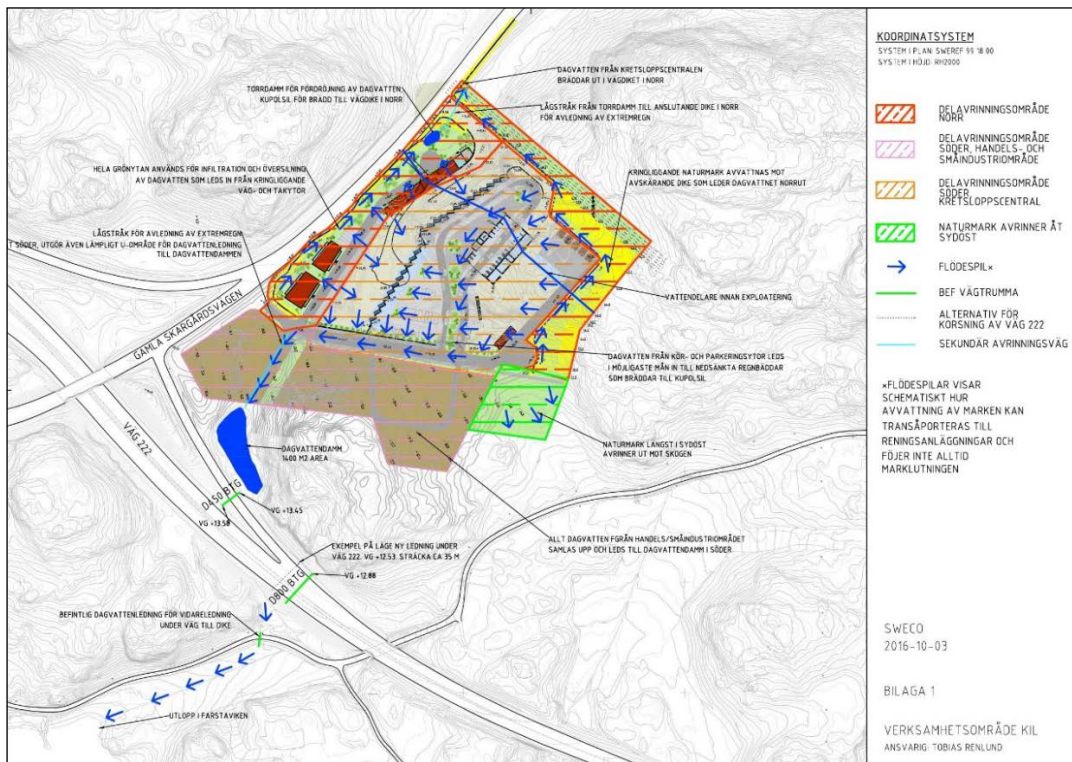 DAGVATTEN FRÅN KRETSLOPPCENTRALEN
BRÄDDAR UT I VÄGDIKET I NORR
TORRDAMM FÖR FÖRDRÖJNING AV DAGVATTEN,
KUPOLSIL FÖR BRÄDD TILL VÄGDIKE I NORR
LÅGSTRÅK FRÅN TORRDAMM TILL ANSLUTANDE DIKE I NORR
FÖR AVLEDNING AV EXTREMREGN
HELA GRÖNYTAN ANVÄNDS FÖR INFILTRATION OCH ÖVERSILNING
AV DAGVATTEN SOM LEDS IN IFRÅN KRINGLIGGANDE
VÄG- OCH TAKYTOR
KRINGLIGGANDE NATURMARK AVVATTNAS MOT
AVSKÄRANDE DIKE SOM LEDER DAGVATTNET NORRUT
LÅGSTRÅK FÖR AVLEDNING AV EXTREMREGN
T SÖDER, UTGÖR ÄVEN LÄMPLIGT U-OMRÅDE FÖR DAGVATTENLEDNING
TILL DAGVATTENDAMMEN
VATTENDELARE INNAN EXPLOATERING
GAMLA SKÄRGÅRDSVÄGEN
DAGVATTEN FRÅN KÖR- OCH PARKERINGSYTOR LEDS
I MÖJLIGASTE MÅN IN TILL NEDSÄNKTA REGNBÄDDAR
SOM BRÄDDAR TILL KUPOLSIL
VÄG 222
DAGVATTENDAMM
1400 M2 AREA
NATURMARK LÄNGST I SYDÖST
AVRINNER UT MOT SKOGEN
D450 BTG
VG +13.45
VG +13.58
ALLT DAGVATTEN FGRÅN HANDELS/SMÅINDUSTRIOMRÅDET
SAMLAS UPP OCH LEDS TILL DAGVATTENDAMM I SÖDER
EXEMPEL PÅ LÄGE NY LEDNING UNDER
VÄG 222. VG +12.53. STRÄCKA CA 35 M
VG +12.88
D800 BTG
BEFINTLIG DAGVATTENLEDNING FÖR VIDARELEDNING
UNDER VÄG TILL DIKE
UTLOPP I FARSTAVIKEN
KOORDINATSYSTEM
SYSTEM I PLAN: SWEREF 99 18 00
SYSTEM I HÖJD: RH2000
DELAVRINNINGSOMRÅDE
NORR
DELAVRINNINGSOMRÅDE
SÖDER, HANDELS- OCH
SMÅINDUSTRIOMRÅDE
DELAVRINNINGSOMRÅDE
SÖDER
KRETSLOPPSCENTRAL
NATURMARK AVRINNER ÅT
SYDÖST
FLÖDESPIL*
BEF VÄGTRUMMA
ALTERNATIV FÖR
KORSNING AV VÄG 222
SEKUNDÄR AVRINNINGSVÄG
*FLÖDESPILAR VISAR
SCHEMATISKT HUR
AVVATTNING AV MARKEN KAN
TRANSÅPORTERAS TILL
RENINGSANLÄGGNINGAR OCH
FÖJER INTE ALLTID
MARKLUTNINGEN
SWECO
2016-10-03
BILAGA 1
VERKSAMHETSOMRÅDE KIL
ANSVARIG: TOBIAS RENLUND